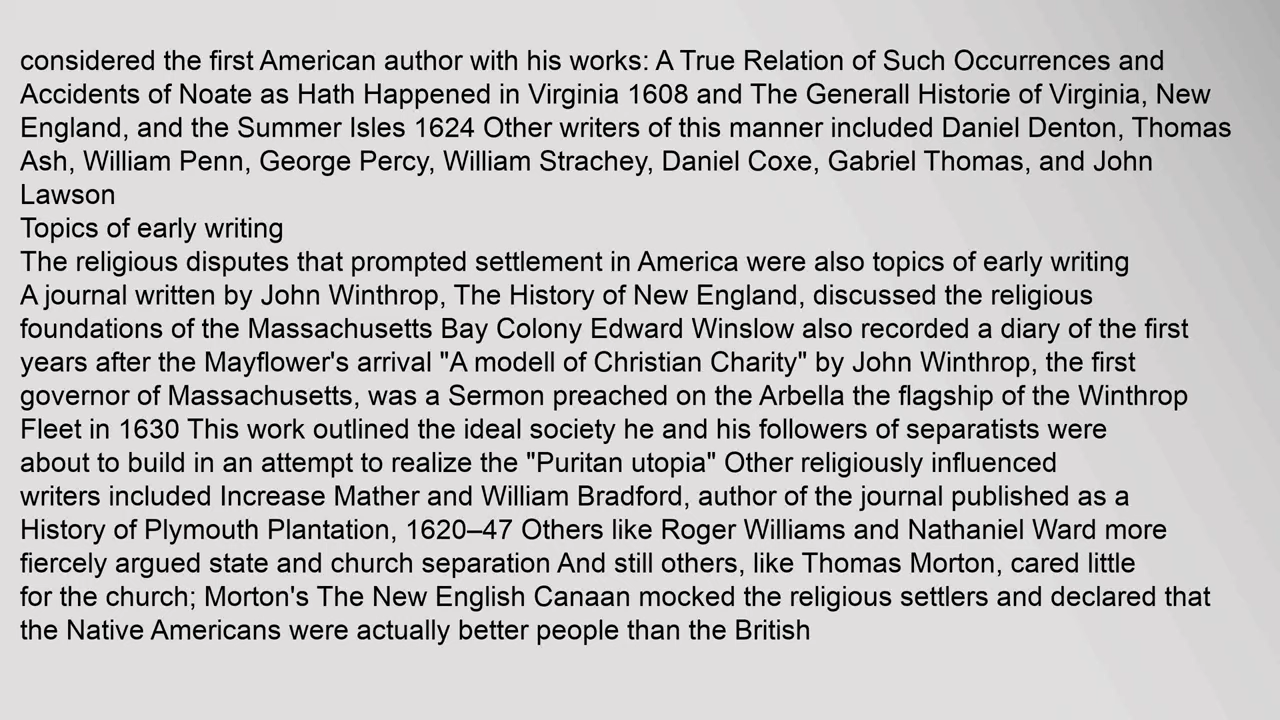 considered the first American author with his works: A True Relation of Such Occurrences and
Accidents of Noate as Hath Happened in Virginia 1608 and The Generall Historie of Virginia, New
England, and the Summer Isles 1624 Other writers of this manner included Daniel Denton, Thomas
Ash, William Penn, George Percy, William Strachey, Daniel Coxe, Gabriel Thomas, and John
Lawson
Topics of early writing
The religious disputes that prompted settlement in America were also topics of early writing
A journal written by John Winthrop, The History of New England, discussed the religious
foundations of the Massachusetts Bay Colony Edward Winslow also recorded a diary of the first
years after the Mayflower's arrival "A modell of Christian Charity" by John Winthrop, the first
governor of Massachusetts, was a Sermon preached on the Arbella the flagship of the Winthrop
Fleet in 1630 This work outlined the ideal society he and his followers of separatists were
about to build in an attempt to realize the "Puritan utopia" Other religiously influenced
writers included Increase Mather and William Bradford, author of the journal published as a
History of Plymouth Plantation, 1620–47 Others like Roger Williams and Nathaniel Ward more
fiercely argued state and church separation And still others, like Thomas Morton, cared little
for the church; Morton's The New English Canaan mocked the religious settlers and declared that
the Native Americans were actually better people than the British